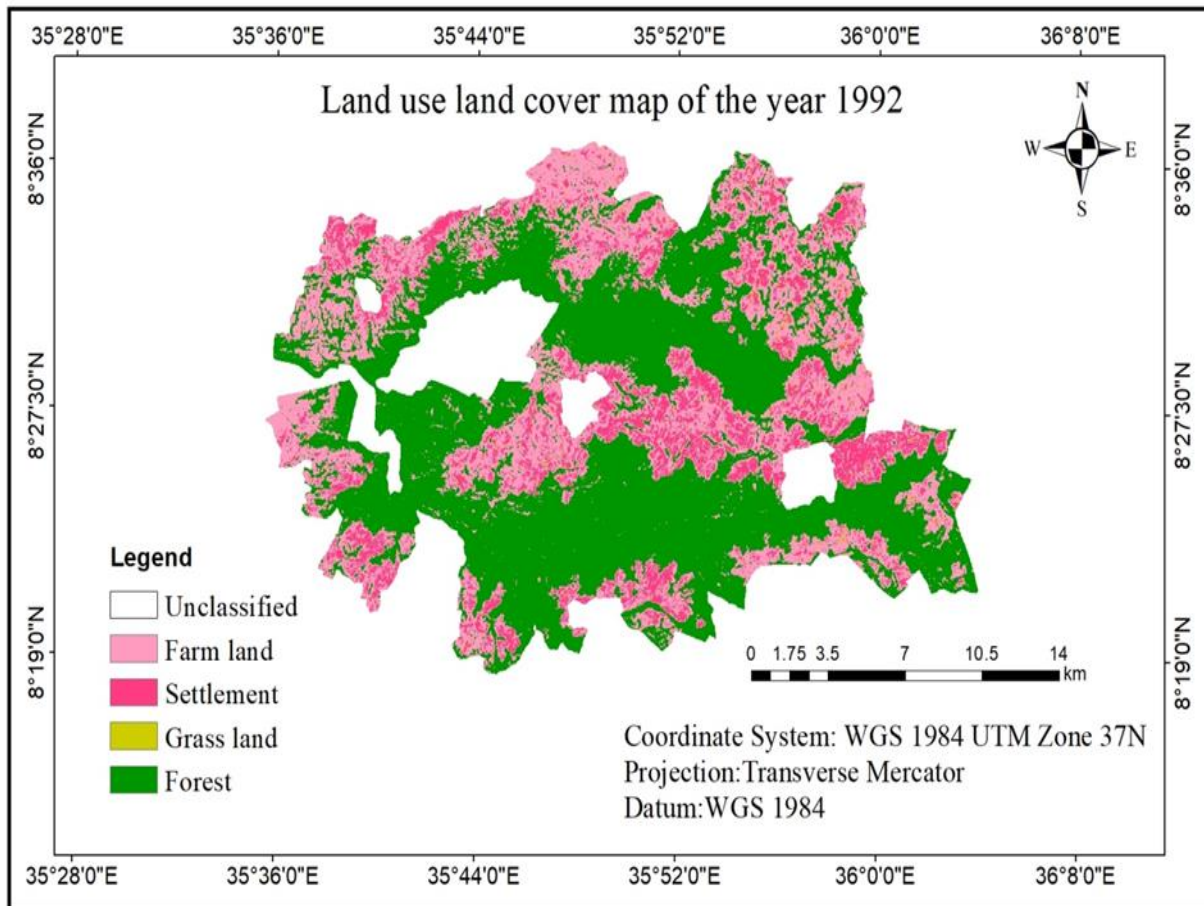 35°28'0"E 35°36'0"E 35°44'0"E 35°52'0"E 36°0'0"E 36°8'0"E
Land use land cover map of the year 1992
N
W E
S
8°36'0"N 8°36'0"N
8°27'30"N 8°27'30"N
8°19'0"N 8°19'0"N
Legend
Unclassified
Farm land
Settlement
Grass land
Forest
0 1.75 3.5 7 10.5 14
km
Coordinate System: WGS 1984 UTM Zone 37N
Projection:Transverse Mercator
Datum:WGS 1984
35°28'0"E 35°36'0"E 35°44'0"E 35°52'0"E 36°0'0"E 36°8'0"E